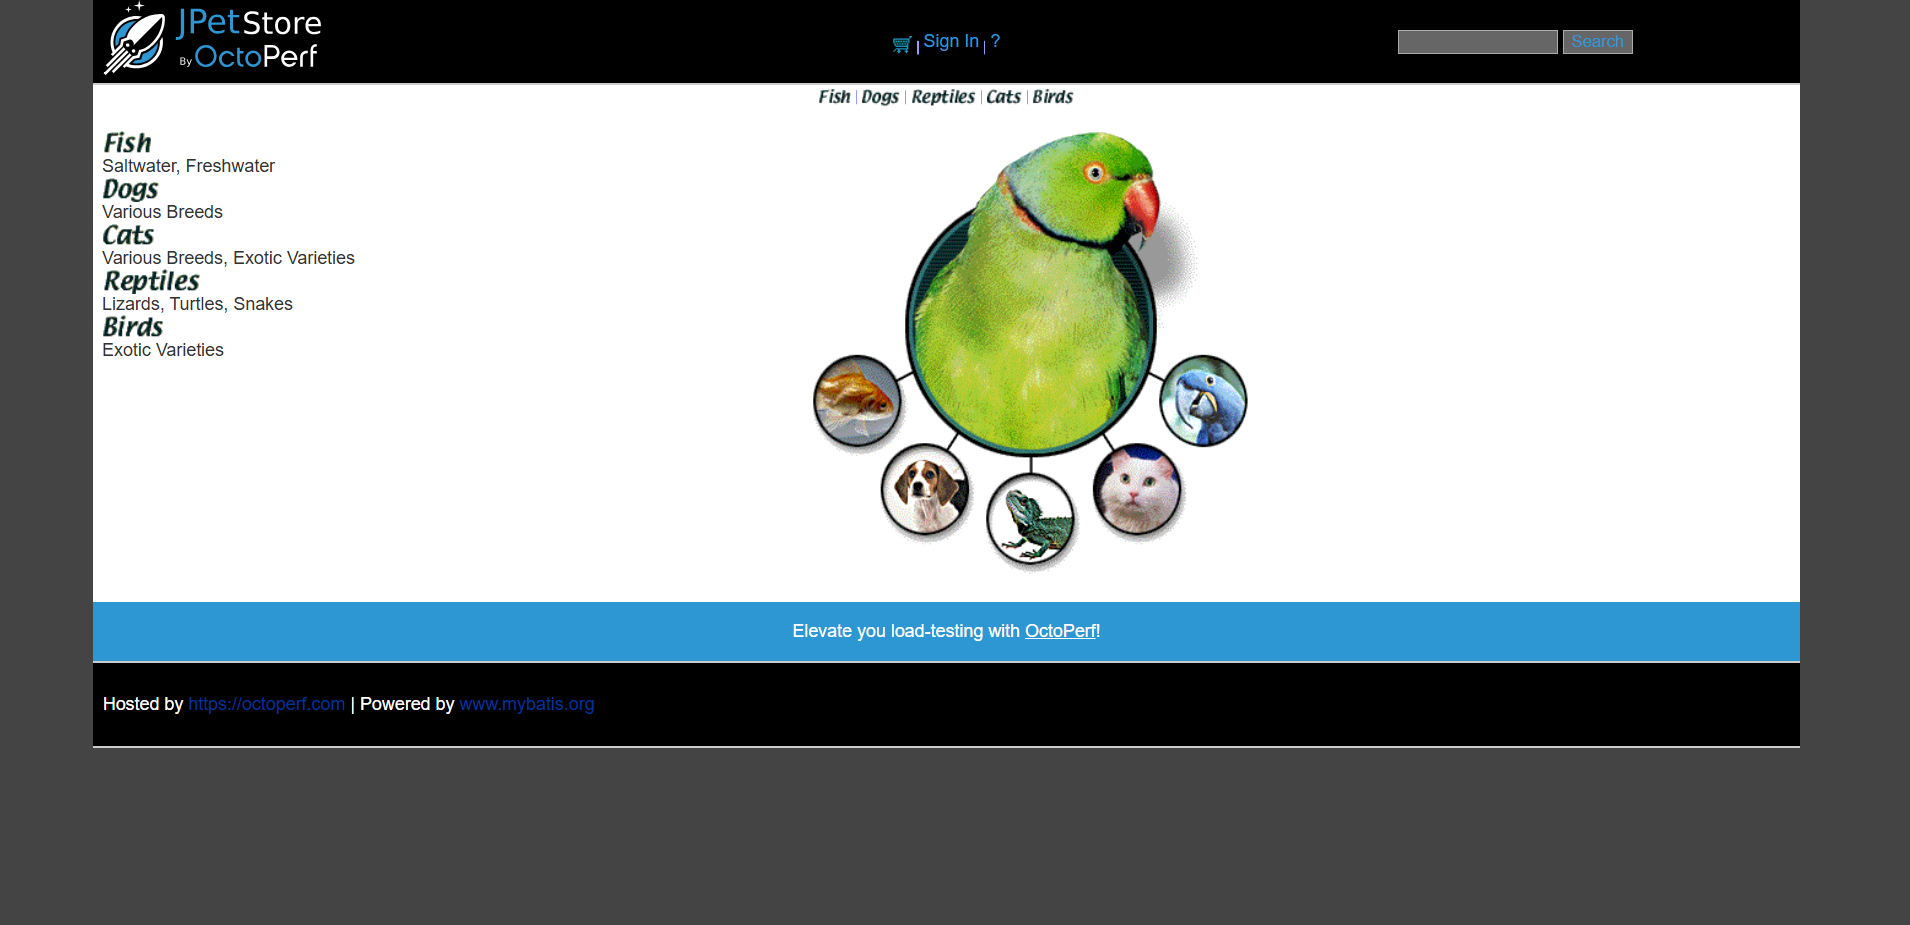 JPetStore
By OctoPerf
| Sign In | ?
Search
Fish | Dogs | Reptiles | Cats | Birds
Fish
Saltwater, Freshwater
Dogs
Various Breeds
Cats
Various Breeds, Exotic Varieties
Reptiles
Lizards, Turtles, Snakes
Birds
Exotic Varieties
Elevate you load-testing with OctoPerf!
Hosted by https://octoperf.com | Powered by www.mybatis.org